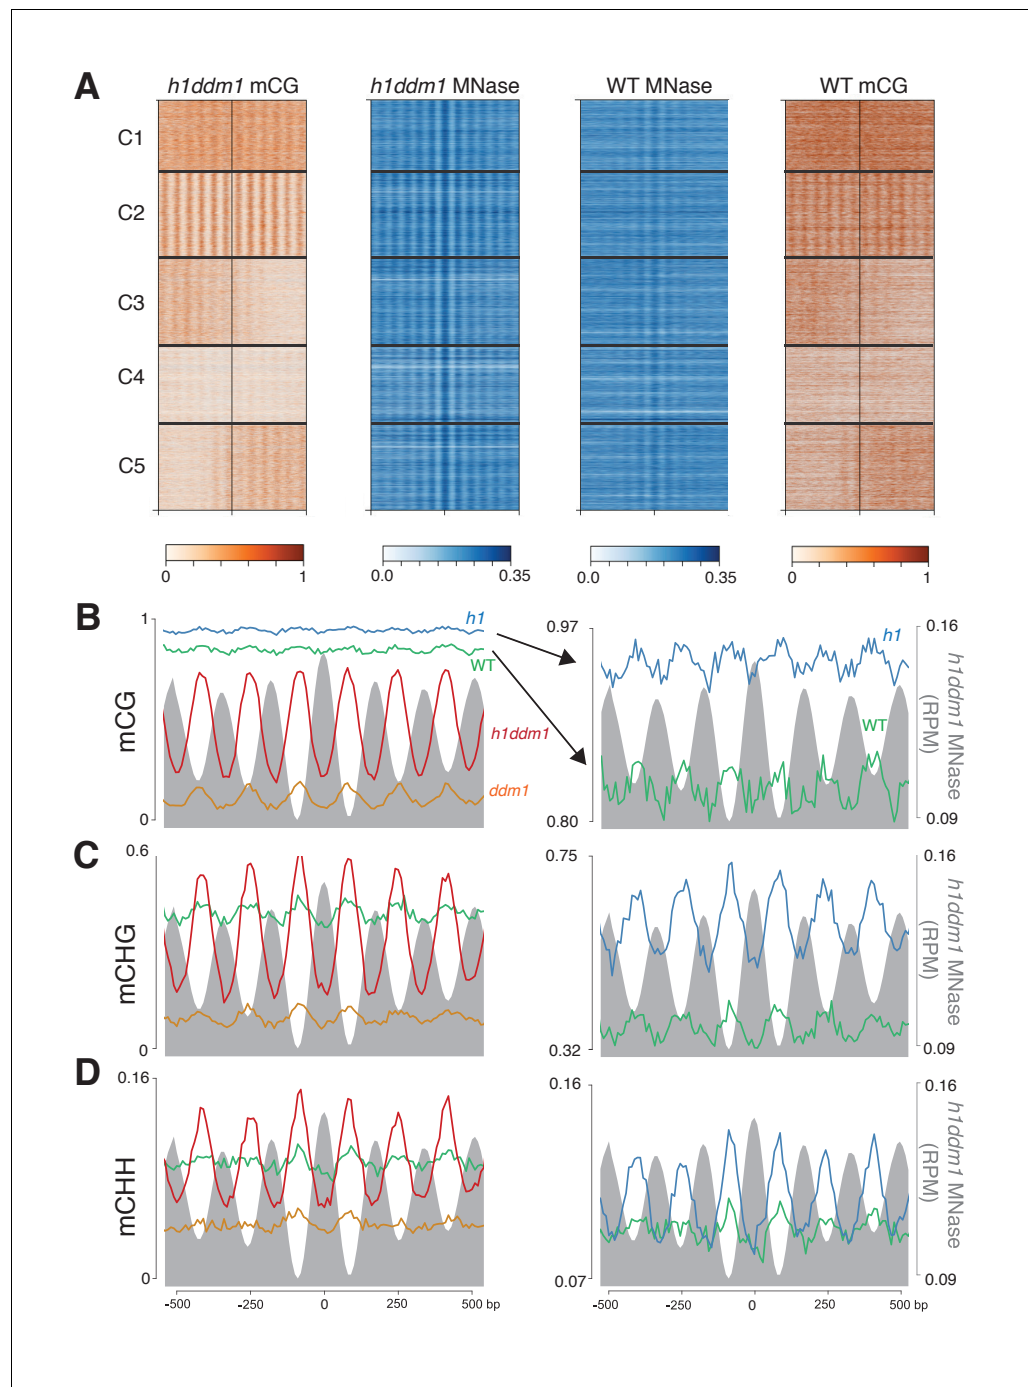 A
h1ddm1 mCG
h1ddm1 MNase
WT MNase
WT mCG
C1
C2
C3
C4
C5
0 1
0.0 0.35
0.0 0.35
0 1
B
mCG
1
0
h1
WT
h1ddm1
ddm1
0.97
0.80
h1
WT
0.16
0.09
h1ddm1 MNase
(RPM)
C
mCHG
0.6
0
0.75
0.32
0.16
0.09
h1ddm1 MNase
(RPM)
D
mCHH
0.16
0
-500 -250 0 250 500 bp
0.16
0.07
-500 -250 0 250 500 bp
0.16
0.09
h1ddm1 MNase
(RPM)